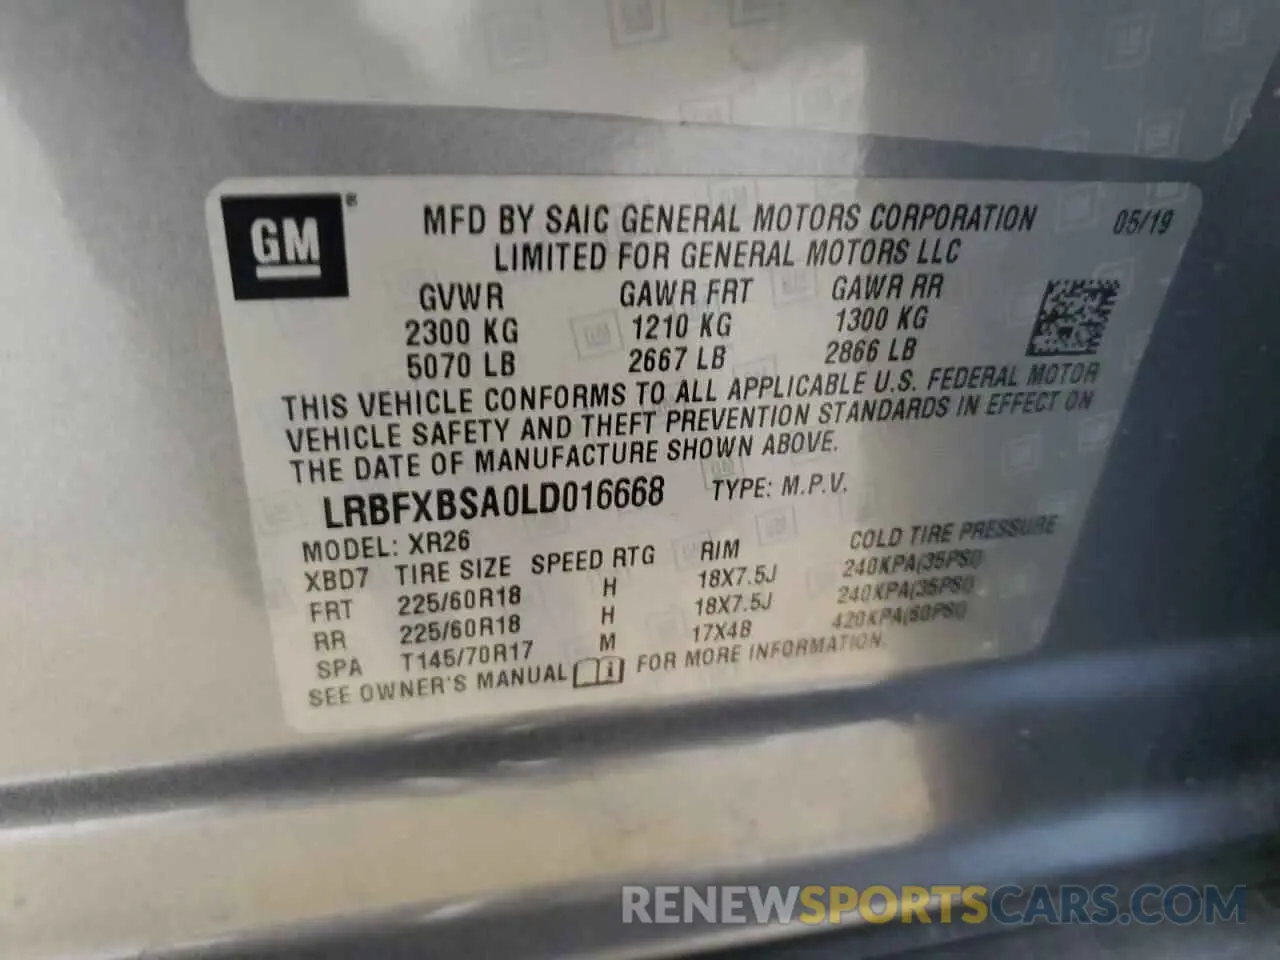 GM®
MFD BY SAIC GENERAL MOTORS CORPORATION 05/19
LIMITED FOR GENERAL MOTORS LLC
GVWR GAWR FRT GAWR RR
2300 KG 1210 KG 1300 KG
5070 LB 2667 LB 2866 LB
THIS VEHICLE CONFORMS TO ALL APPLICABLE U.S. FEDERAL MOTOR
VEHICLE SAFETY AND THEFT PREVENTION STANDARDS IN EFFECT ON
THE DATE OF MANUFACTURE SHOWN ABOVE.
LRBFXBSA0LD016668 TYPE: M.P.V.
MODEL: XR26
XBD7 TIRE SIZE SPEED RTG RIM COLD TIRE PRESSURE
FRT 225/60R18 H 18X7.5J 240KPA(35PSI)
RR 225/60R18 H 18X7.5J 240KPA(35PSI)
SPA T145/70R17 M 17X4B 420KPA(60PSI)
SEE OWNER'S MANUAL FOR MORE INFORMATION.
RENEWSPORTSCARS.COM